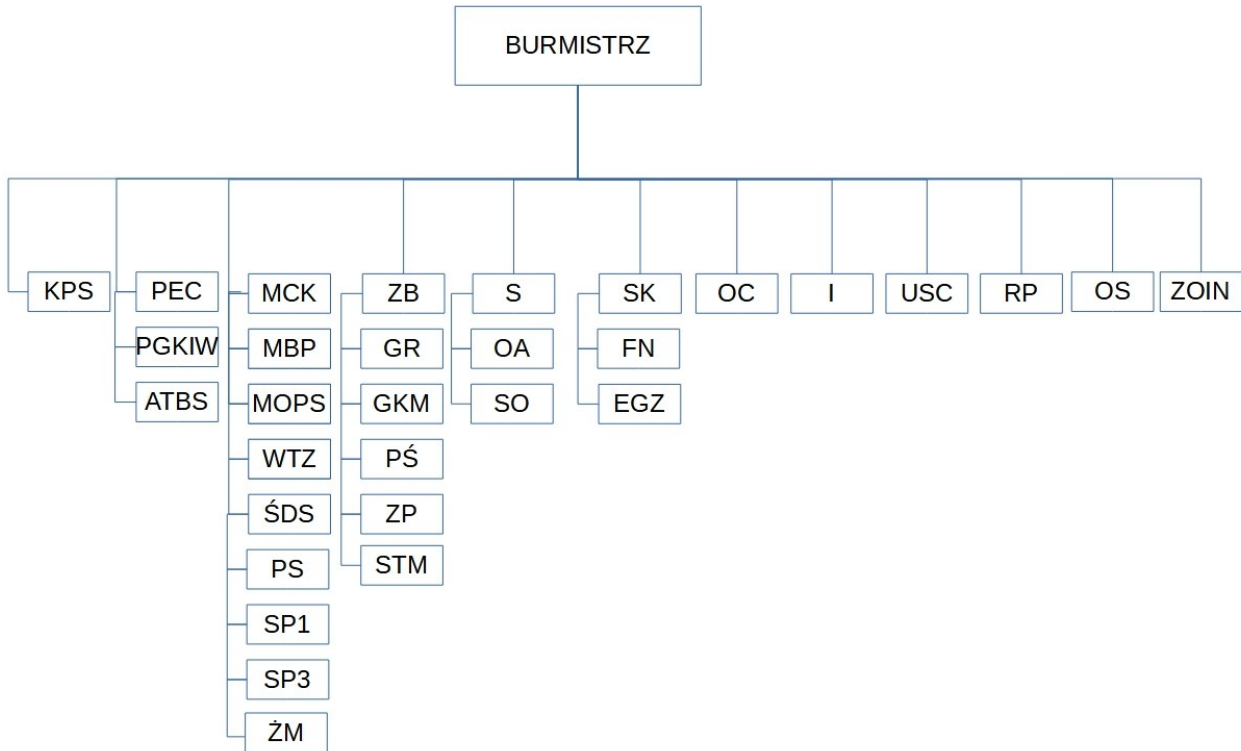 BURMISTRZ
KPS
PEC
PGKIW
ATBS
MCK
MBP
MOPS
WTZ
ŚDS
PS
SP1
SP3
ŻM
ZB
GR
GKM
PŚ
ZP
STM
S
OA
SO
SK
FN
EGZ
OC
I
USC
RP
OS
ZOIN